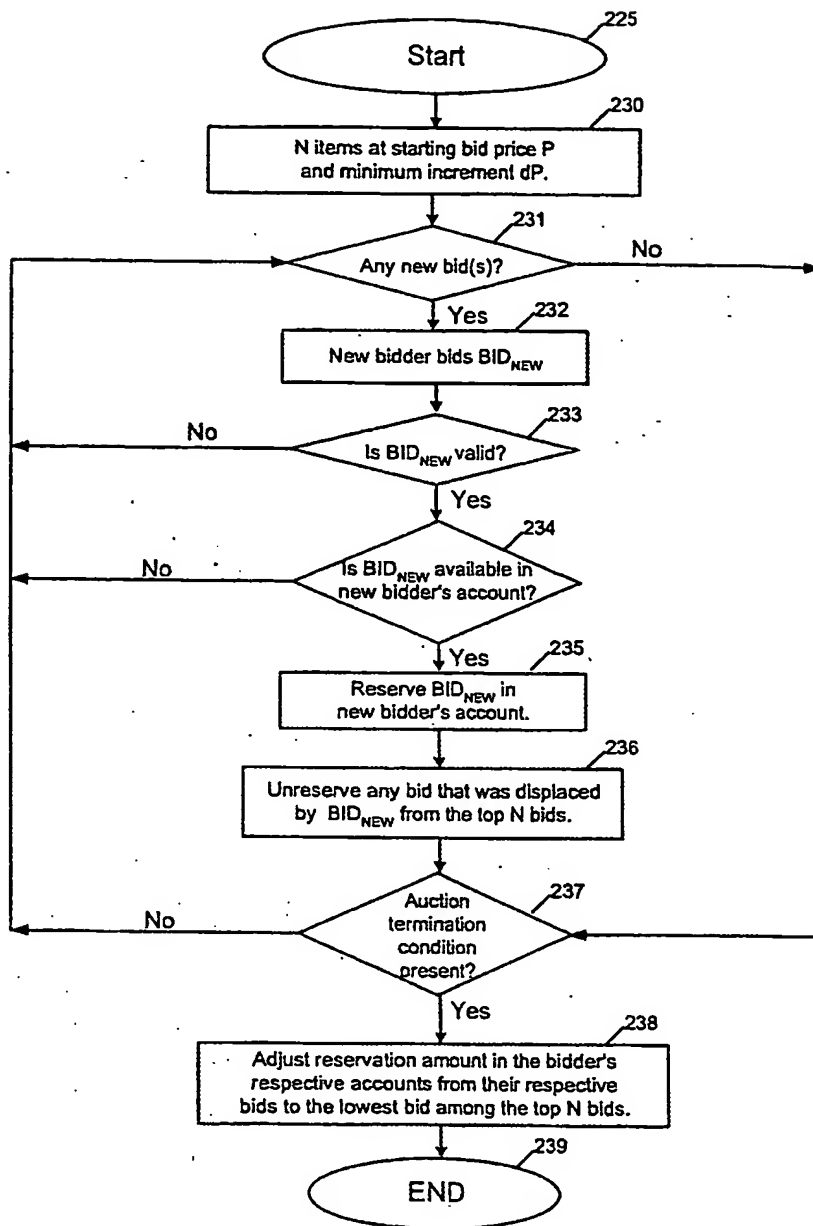 225
Start
230
N items at starting bid price P
and minimum increment dP.
231
Any new bid(s)?
No
Yes
232
New bidder bids BID_NEW
233
No
Is BID_NEW valid?
Yes
234
No
Is BID_NEW available in
new bidder's account?
Yes
235
Reserve BID_NEW in
new bidder's account.
236
Unreserve any bid that was displaced
by BID_NEW from the top N bids.
237
No
Auction
termination
condition
present?
Yes
238
Adjust reservation amount in the bidder's
respective accounts from their respective
bids to the lowest bid among the top N bids.
239
END